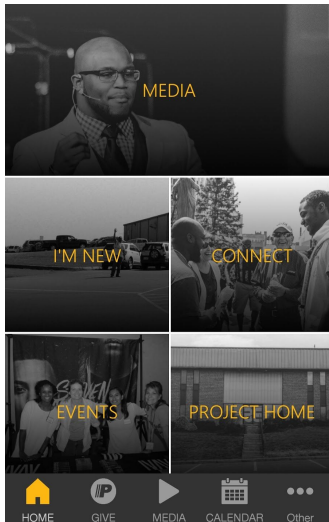 MEDIA
I'M NEW
CONNECT
EVENTS
PROJECT HOME
HOME
GIVE
MEDIA
CALENDAR
Other